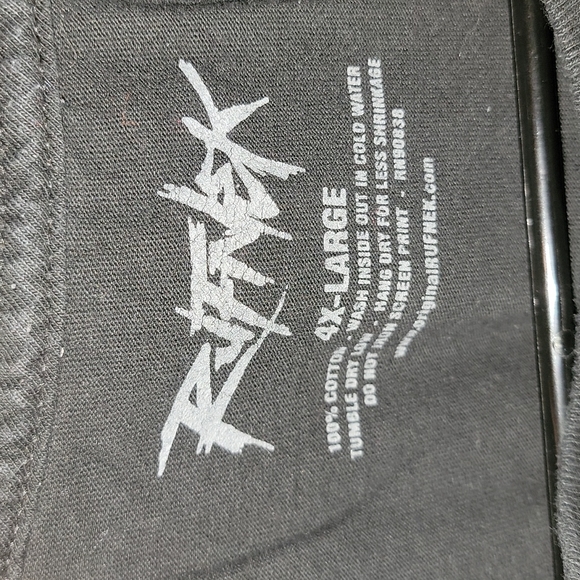 RUFNEK
4X-LARGE
100% COTTON - WASH INSIDE OUT IN COLD WATER
TUMBLE DRY LOW - HANG DRY FOR LESS SHRINKAGE
DO NOT IRON SCREEN PRINT - RN90838
www.originalRUFNEK.com